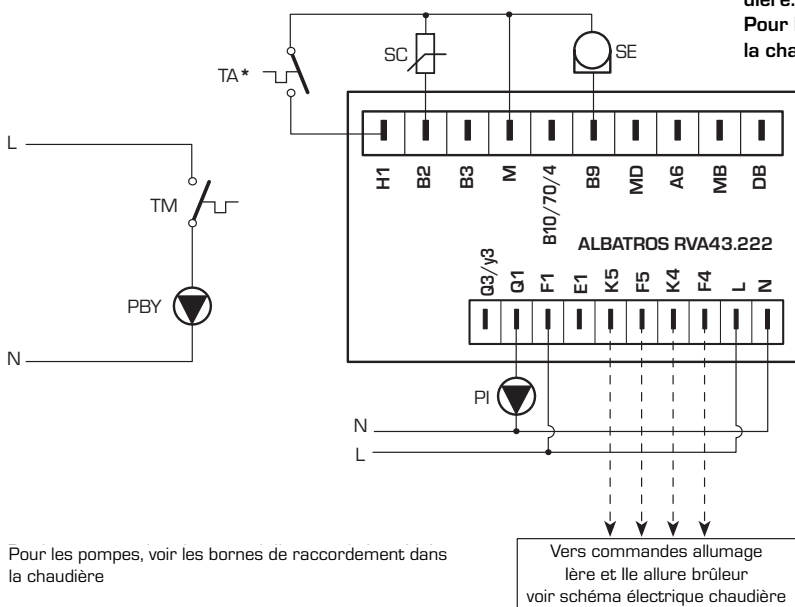 dière.
Pour l
la cha
SC
SE
TA*
L
TM
PBY
N
H1
B2
B3
M
B10/70/4
B9
MD
A6
MB
DB
ALBATROS RVA43.222
Q3/y3
Q1
F1
E1
K5
F5
K4
F4
L
N
PI
N
L
Pour les pompes, voir les bornes de raccordement dans
la chaudière
Vers commandes allumage
Ière et IIe allure brûleur
voir schéma électrique chaudière